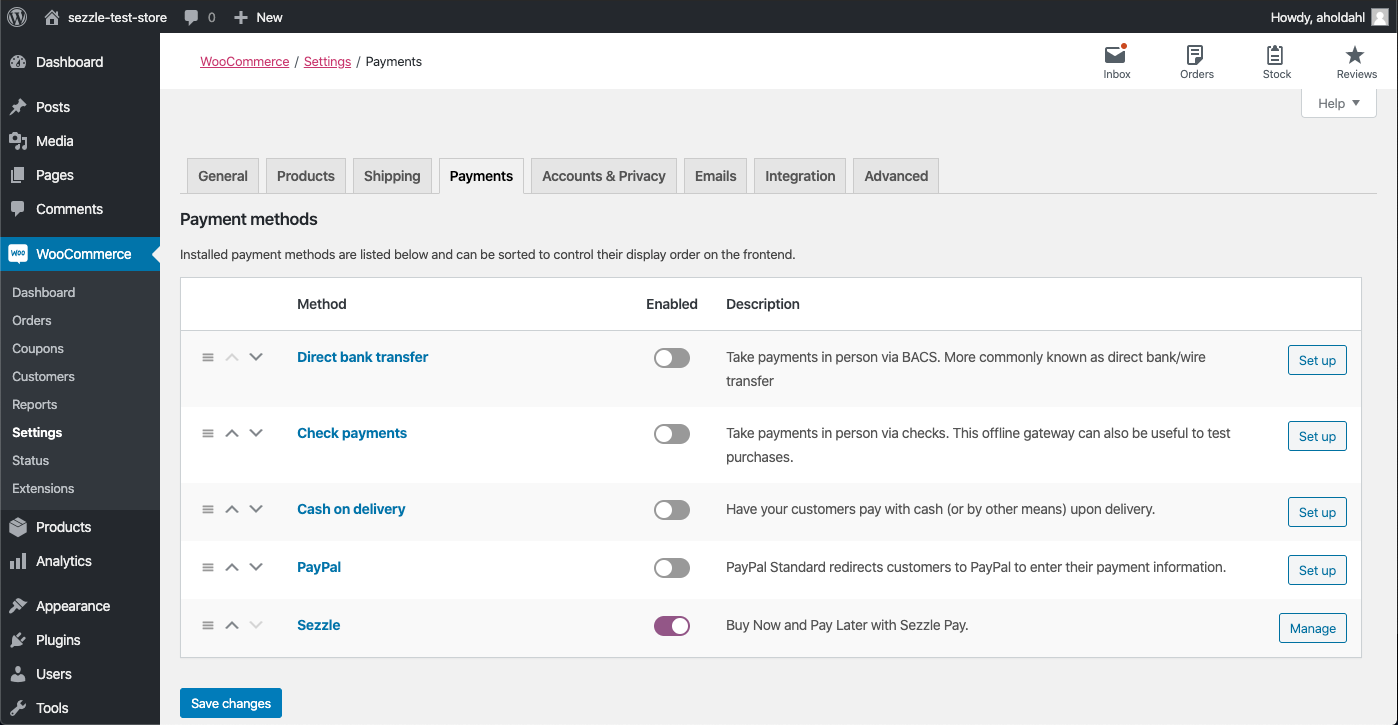 sezzle-test-store 0 New Howdy, aholdahl
Dashboard
Posts
Media
Pages
Comments
WOO WooCommerce
Dashboard
Orders
Coupons
Customers
Reports
Settings
Status
Extensions
Products
Analytics
Appearance
Plugins
Users
Tools
WooCommerce / Settings / Payments
Inbox Orders Stock Reviews
Help
General Products Shipping Payments Accounts & Privacy Emails Integration Advanced
Payment methods
Installed payment methods are listed below and can be sorted to control their display order on the frontend.
Method Enabled Description
Direct bank transfer Take payments in person via BACS. More commonly known as direct bank/wire
transfer
Set up
Check payments Take payments in person via checks. This offline gateway can also be useful to test
purchases.
Set up
Cash on delivery Have your customers pay with cash (or by other means) upon delivery. Set up
PayPal PayPal Standard redirects customers to PayPal to enter their payment information. Set up
Sezzle Buy Now and Pay Later with Sezzle Pay. Manage
Save changes